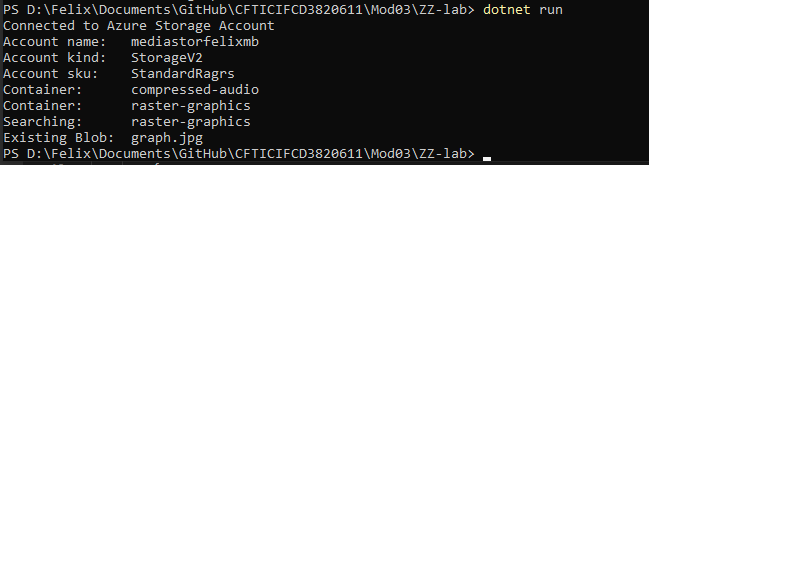 PS D:\Felix\Documents\GitHub\CFTICIFCD3820611\Mod03\ZZ-lab> dotnet run
Connected to Azure Storage Account
Account name:   mediastorfelixmb
Account kind:   StorageV2
Account sku:    StandardRagrs
Container:      compressed-audio
Container:      raster-graphics
Searching:      raster-graphics
Existing Blob:  graph.jpg
PS D:\Felix\Documents\GitHub\CFTICIFCD3820611\Mod03\ZZ-lab>